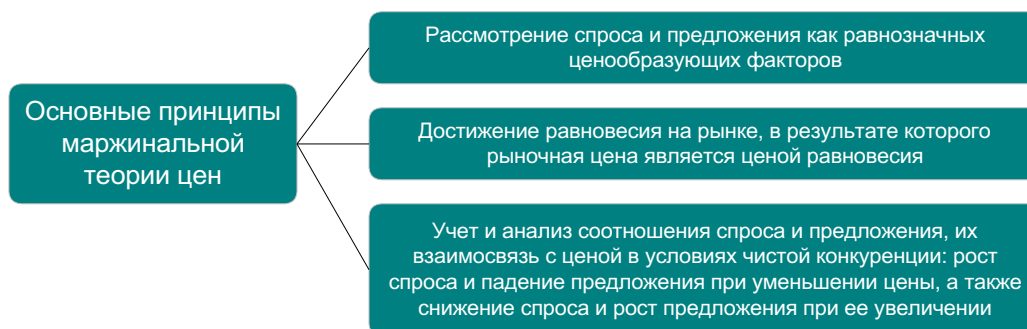 Основные принципы
маржинальной
теории цен
Рассмотрение спроса и предложения как равнозначных
ценообразующих факторов
Достижение равновесия на рынке, в результате которого
рыночная цена является ценой равновесия
Учет и анализ соотношения спроса и предложения, их
взаимосвязь с ценой в условиях чистой конкуренции: рост
спроса и падение предложения при уменьшении цены, а также
снижение спроса и рост предложения при ее увеличении